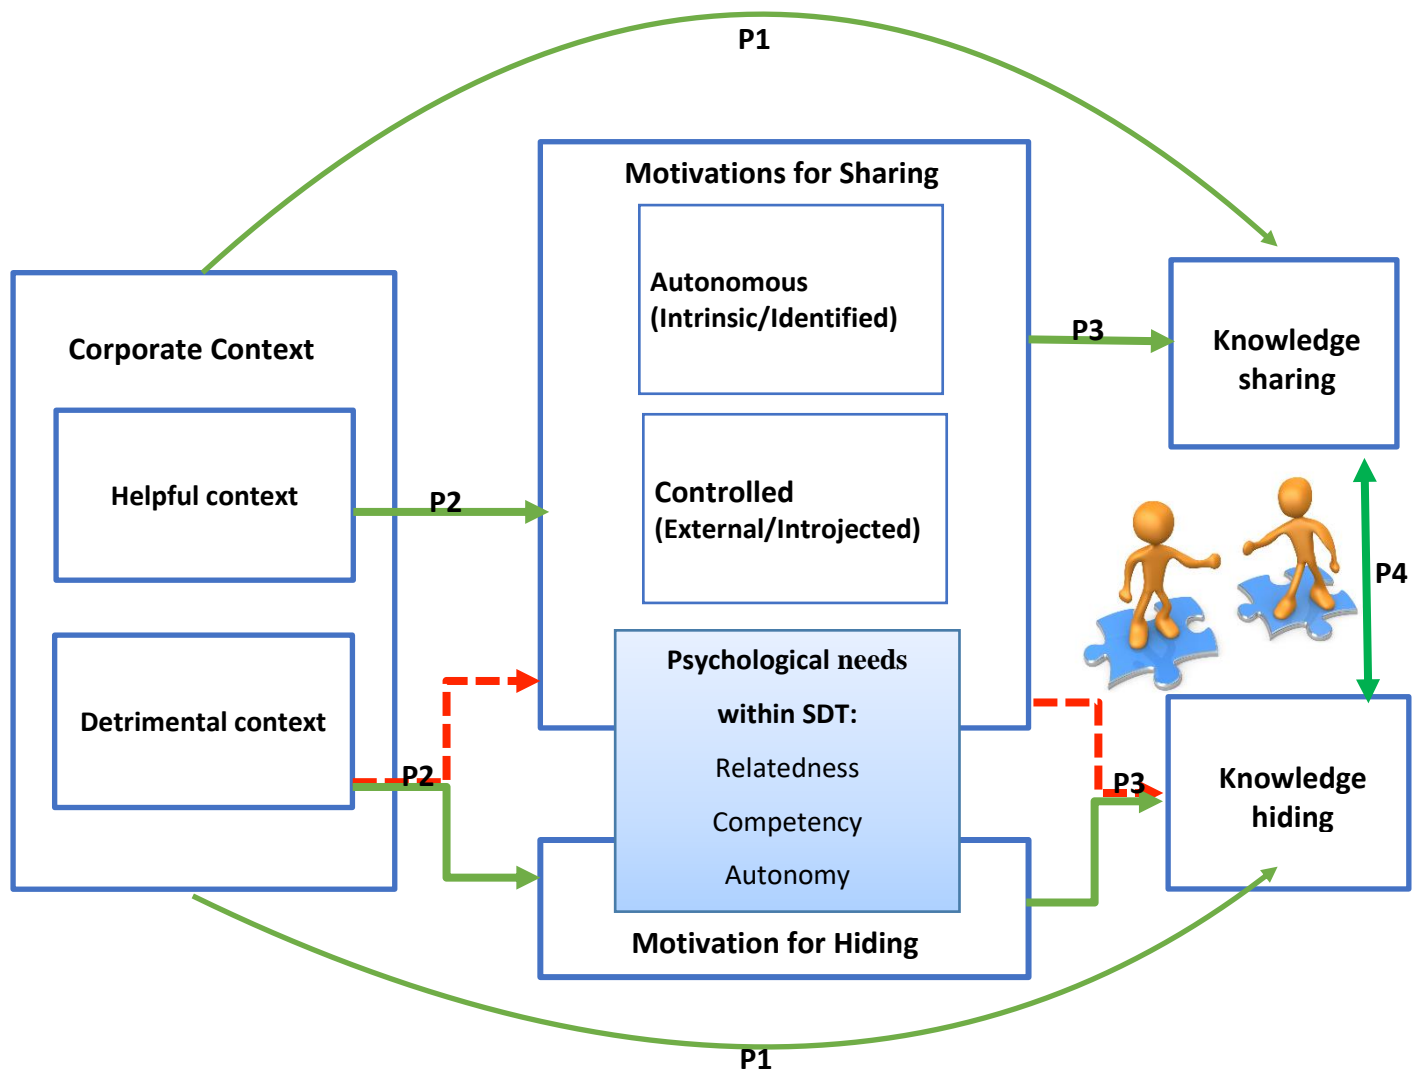 P1
Motivations for Sharing
Autonomous
(Intrinsic/Identified)
Corporate Context
P3
Knowledge
sharing
Helpful context
P2
Controlled
(External/Introjected)
P4
Psychological needs
within SDT:
Relatedness
Competency
Autonomy
Detrimental context
P2
P3
Knowledge
hiding
Motivation for Hiding
P1